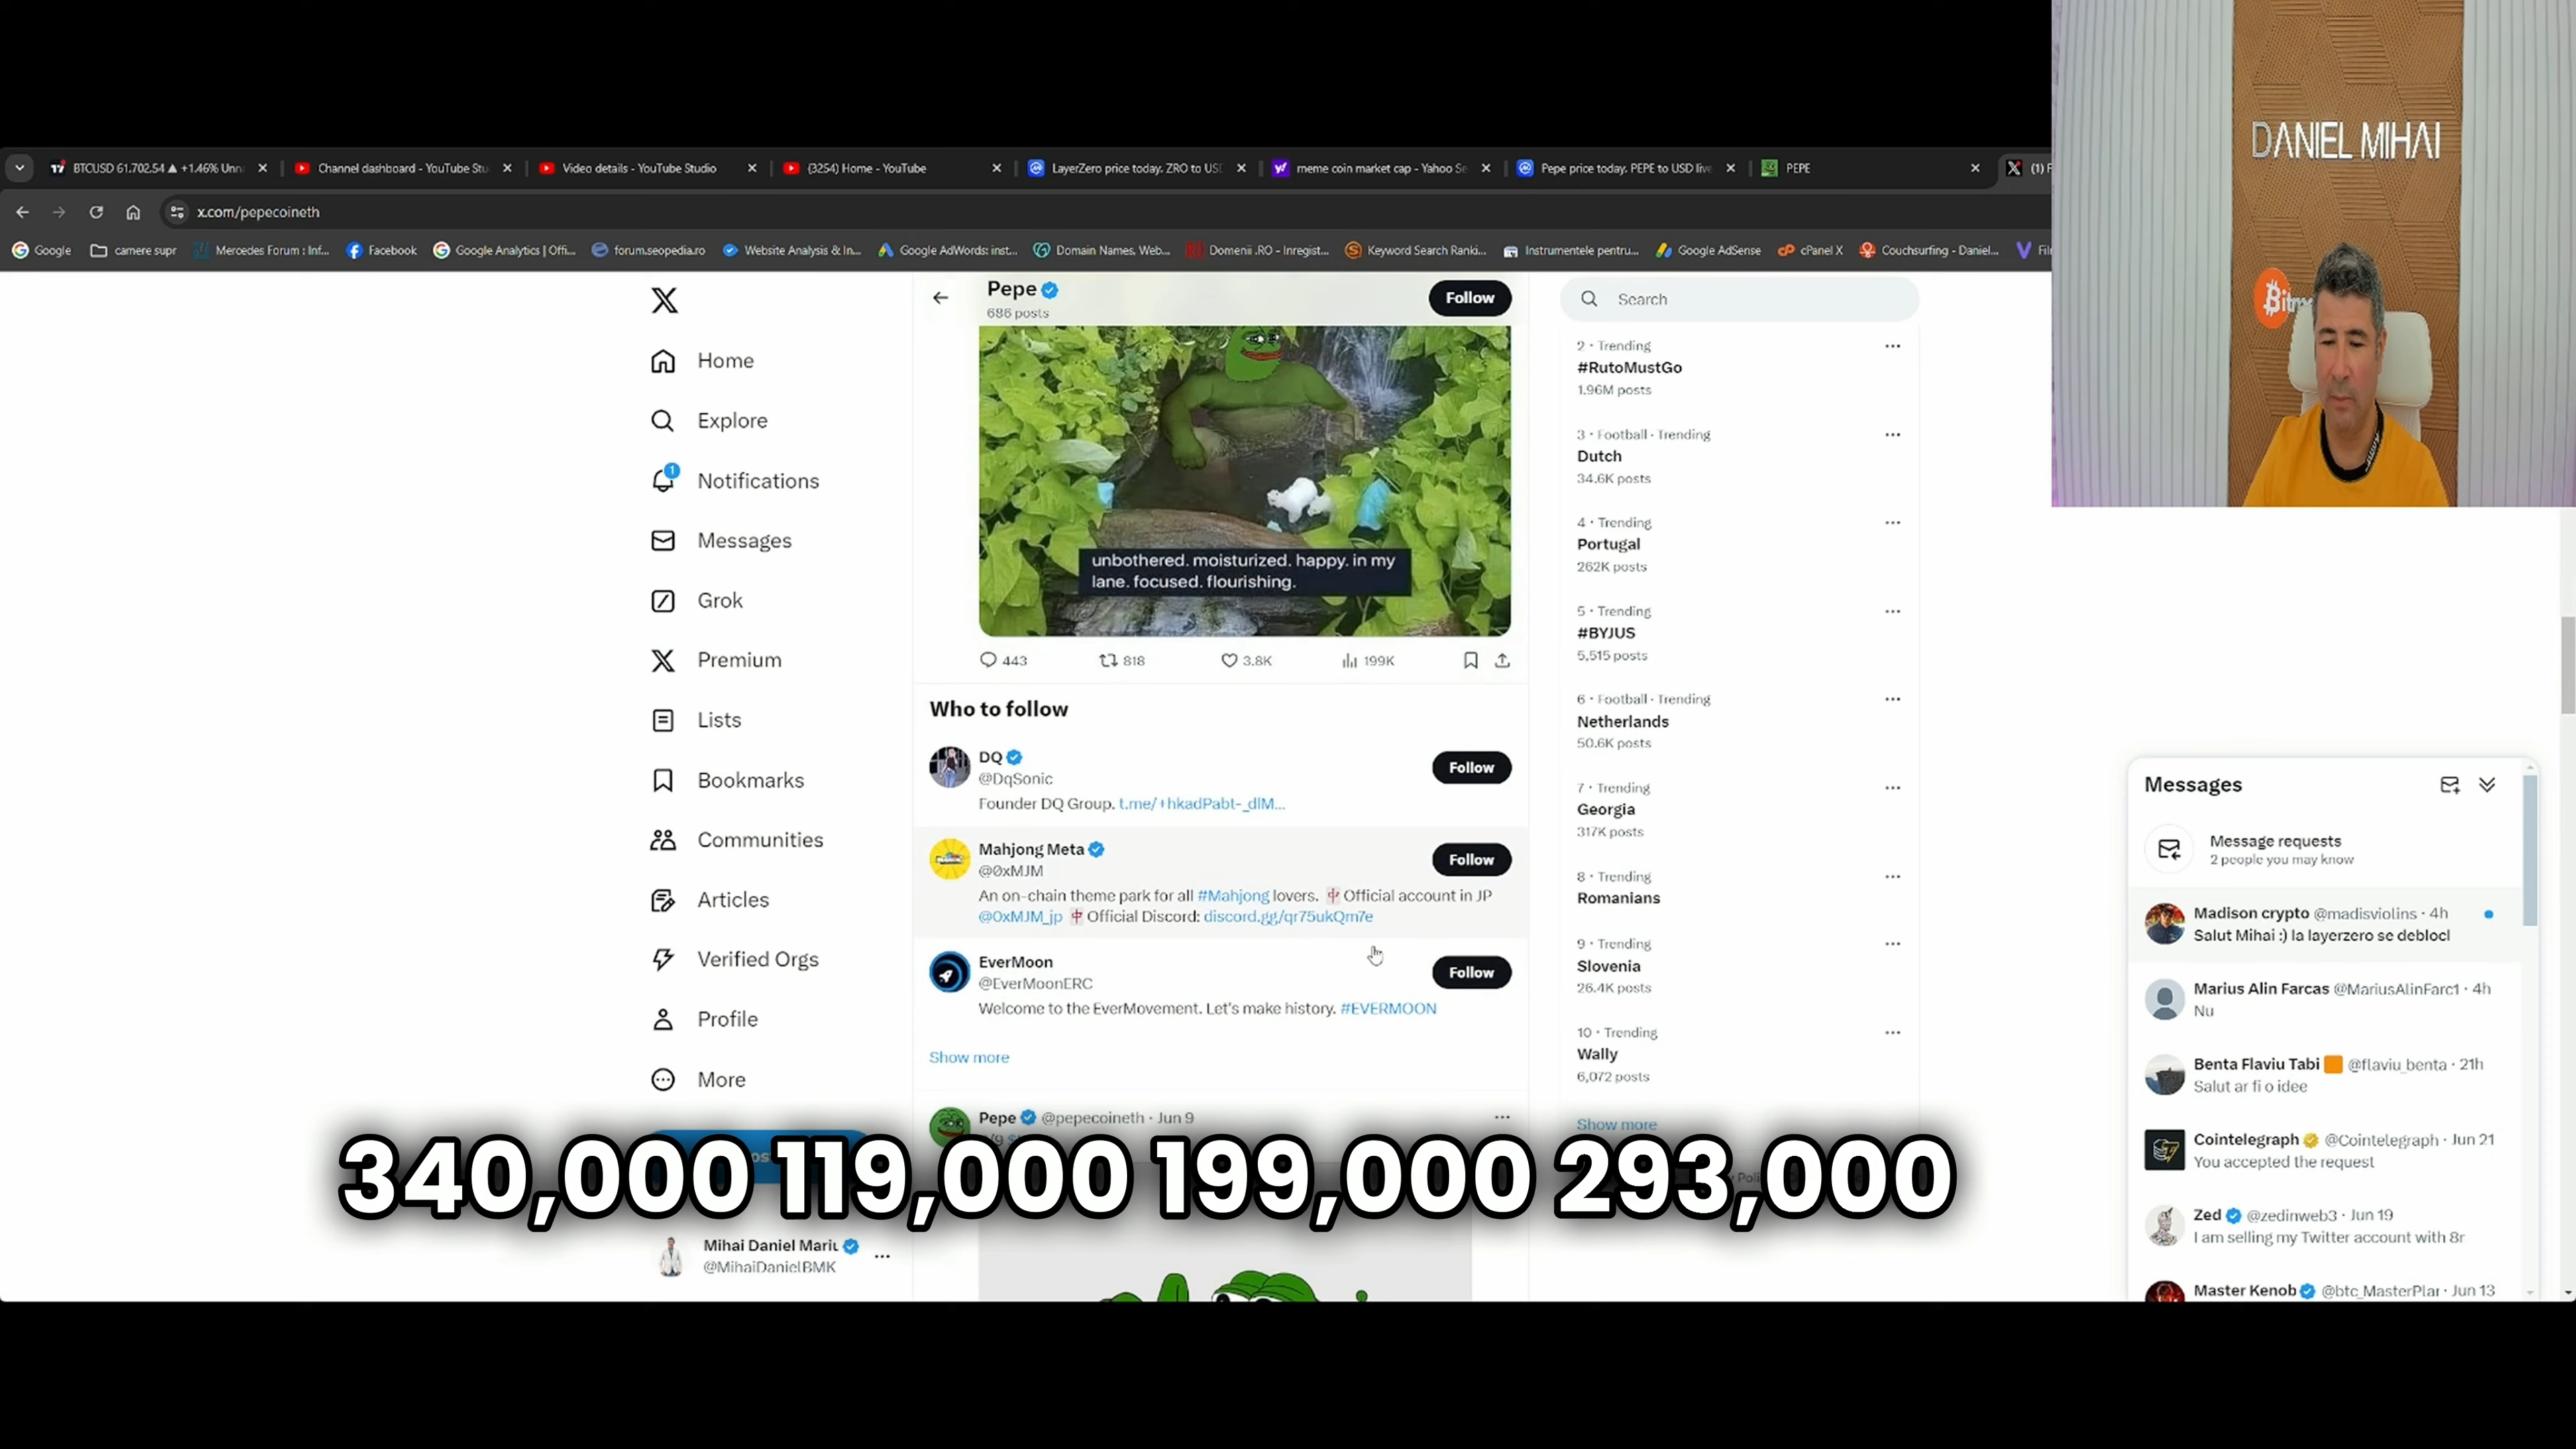 BTCUSD 61.702.54 ▲ +1.46% Unn
Channel dashboard - YouTube Stu
Video details - YouTube Studio
(3254) Home - YouTube
LayerZero price today, ZRO to US
meme coin market cap - Yahoo Se
Pepe price today, PEPE to USD live
PEPE
(1)
x.com/pepecoineth
Google
camere supr
Mercedes Forum : Inf...
Facebook
Google Analytics | Offi...
forum.seopedia.ro
Website Analysis & In...
Google AdWords: inst...
Domain Names, Web...
Domenii .RO - Inregist...
Keyword Search Ranki...
Instrumentele pentru...
Google AdSense
cPanel X
Couchsurfing - Daniel...
DANIEL MIHAI
Home
Explore
1
Notifications
Messages
Grok
Premium
Lists
Bookmarks
Communities
Articles
Verified Orgs
Profile
More
Mihai Daniel Mariu
@MihaiDanielBMK
Pepe
686 posts
Follow
unbothered. moisturized. happy. in my
lane. focused. flourishing.
443 818 3.8K 199K
Who to follow
DQ
@DqSonic
Follow
Founder DQ Group. t.me/+hkadPabt-_dlM...
Mahjong Meta
@0xMJM
Follow
An on-chain theme park for all #Mahjong lovers. 🀄 Official account in JP
@0xMJM_jp 🀄 Official Discord: discord.gg/qr75ukQm7e
EverMoon
@EverMoonERC
Follow
Welcome to the EverMovement. Let's make history. #EVERMOON
Show more
Pepe @pepecoineth · Jun 9
340,000 119,000 199,000 293,000
Search
2 · Trending
#RutoMustGo
1.96M posts
3 · Football · Trending
Dutch
34.6K posts
4 · Trending
Portugal
262K posts
5 · Trending
#BYJUS
5,515 posts
6 · Football · Trending
Netherlands
50.6K posts
7 · Trending
Georgia
317K posts
8 · Trending
Romanians
9 · Trending
Slovenia
26.4K posts
10 · Trending
Wally
6,072 posts
Show more
Messages
Message requests
2 people you may know
Madison crypto @madisviolins · 4h
Salut Mihai :) la layerzero se deblocl
Marius Alin Farcas @MariusAlinFarc1 · 4h
Nu
Benta Flaviu Tabi @flaviu_benta · 21h
Salut ar fi o idee
Cointelegraph @Cointelegraph · Jun 21
You accepted the request
Zed @zedinweb3 · Jun 19
I am selling my Twitter account with 8r
Master Kenob @btc_MasterPlar · Jun 13